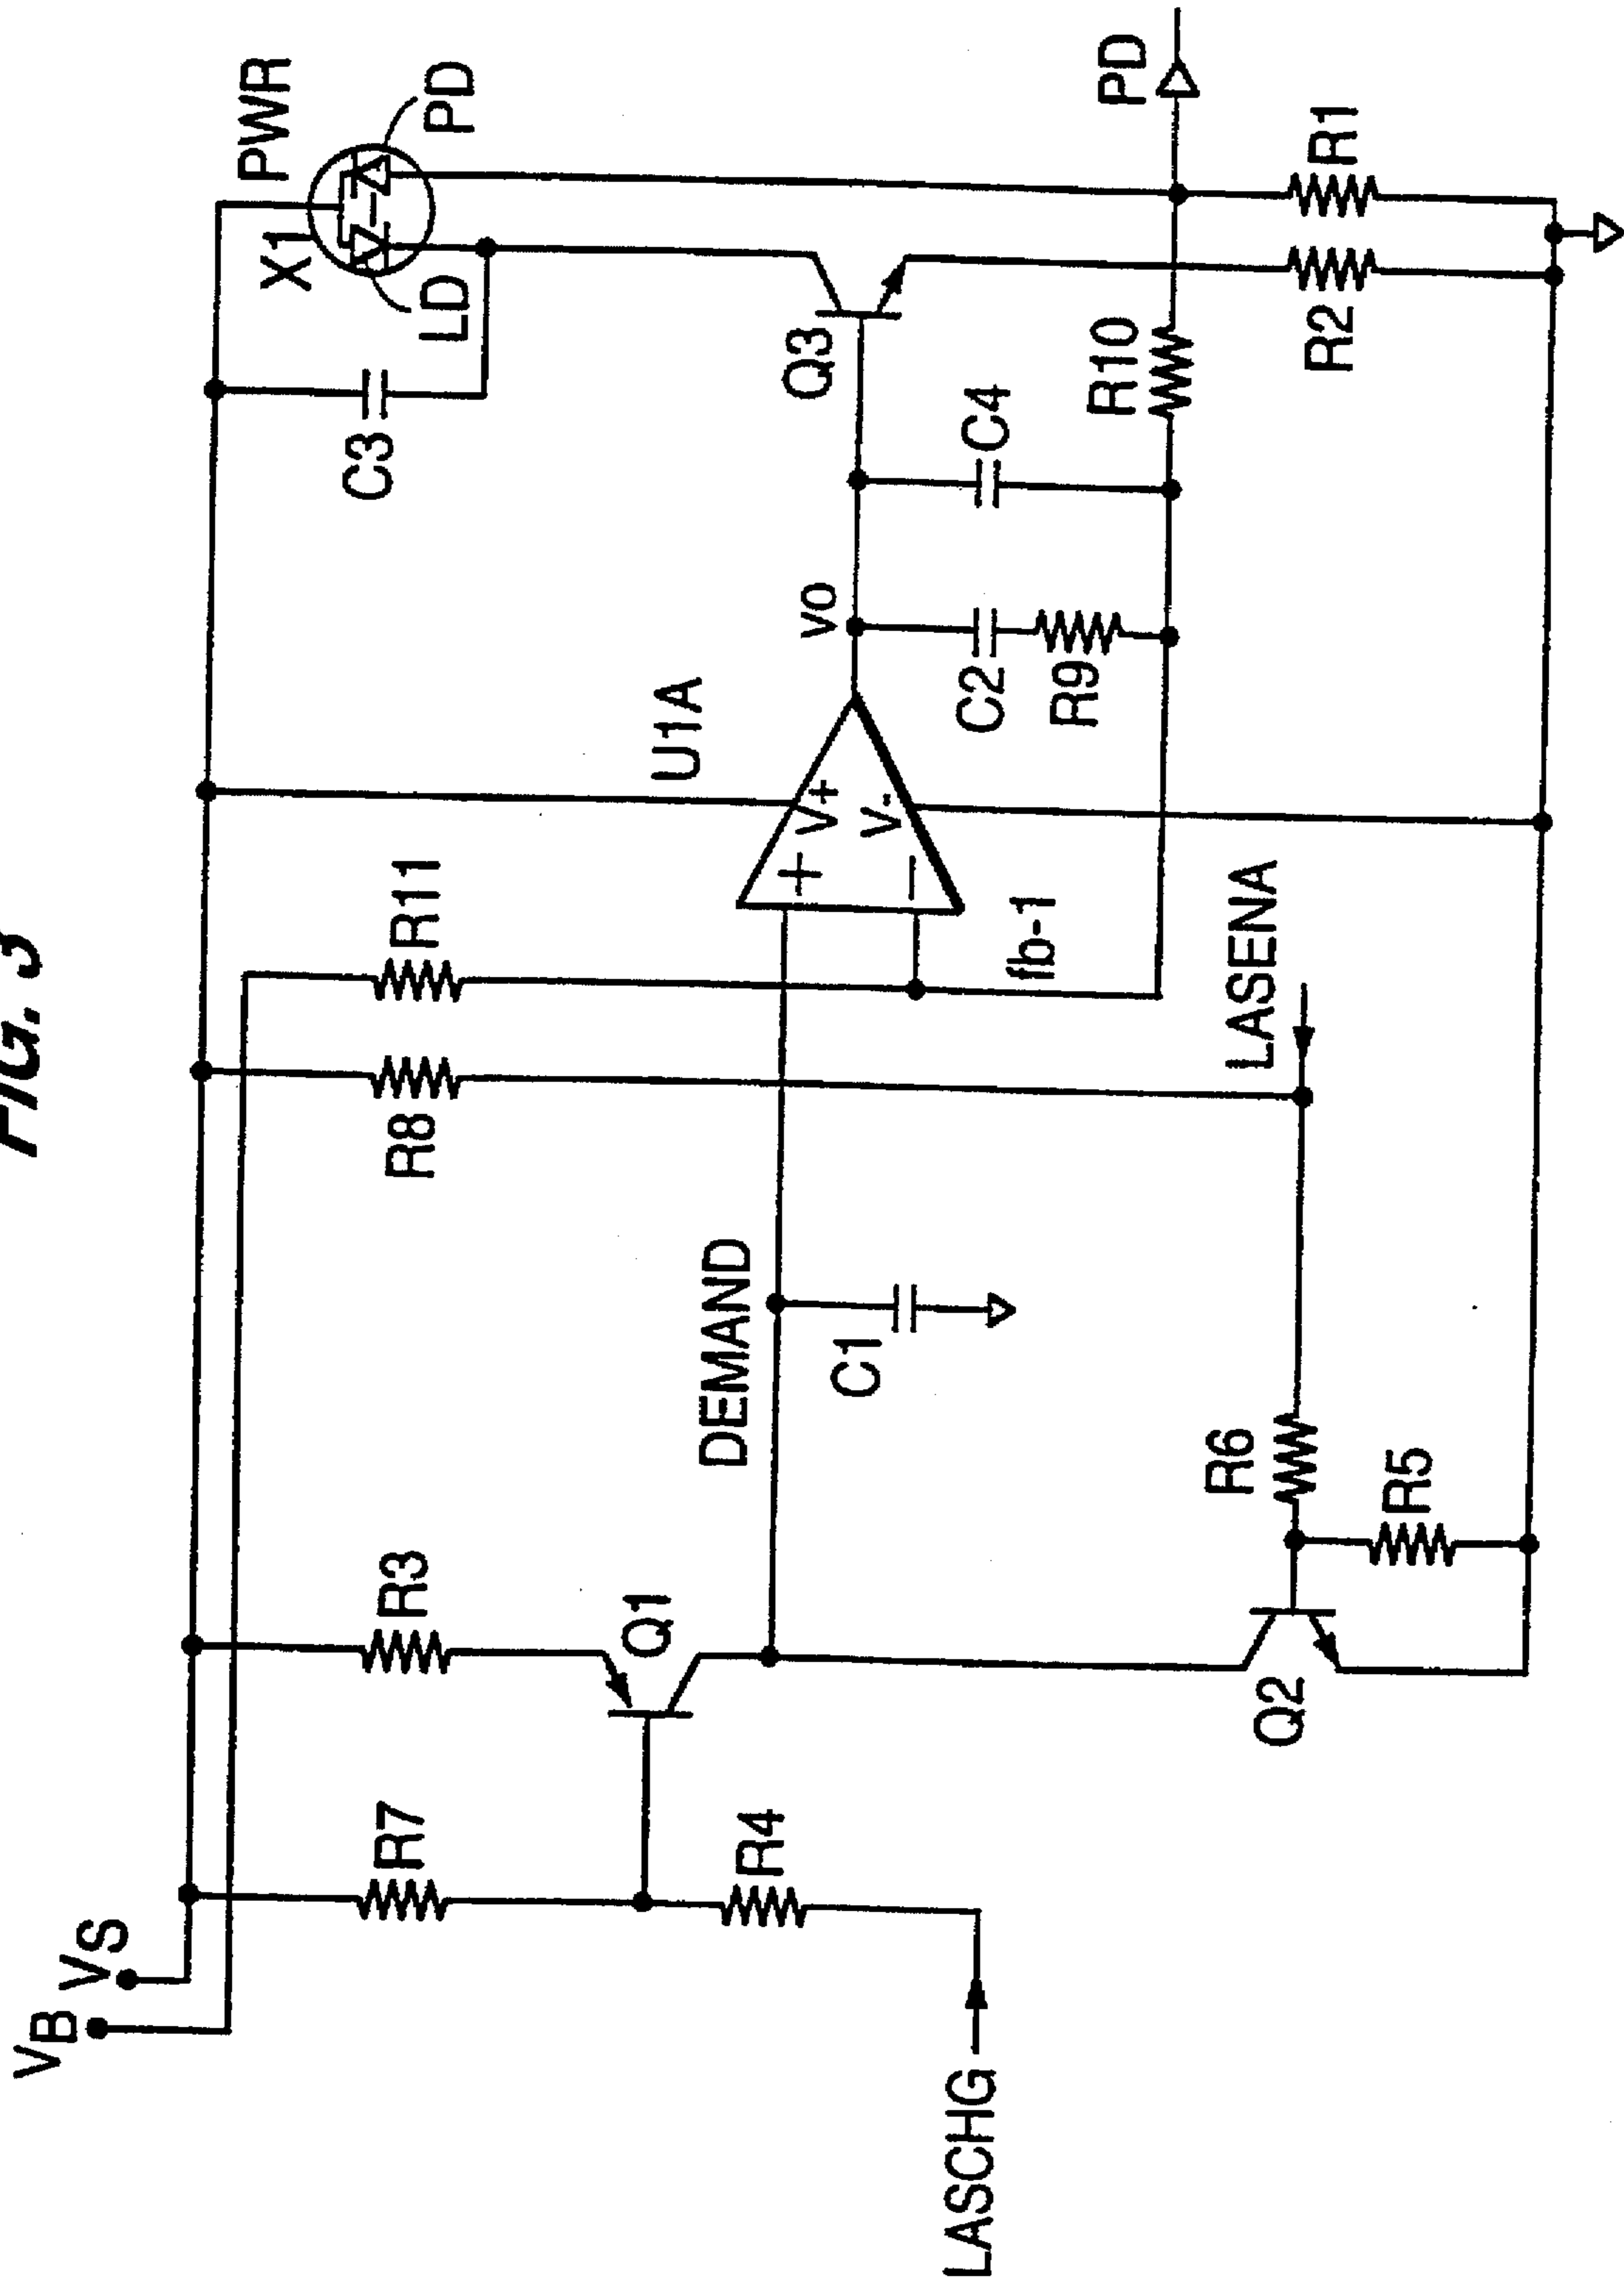 FIG. 3
VB
VS
PWR
X1
PD
LD
C3
R11
R8
R3
R7
U1A
V+
V-
+
−
vo
Q3
C4
C2
R9
R10
PD
DEMAND
C1
fb-1
Q1
R4
LASENA
R6
R5
Q2
R2
R1
LASCHG